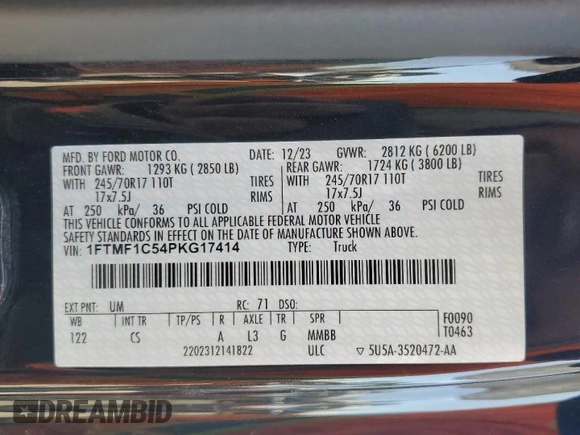 MFD. BY FORD MOTOR CO. DATE: 12/23 GVWR: 2812 KG ( 6200 LB)
FRONT GAWR: 1293 KG ( 2850 LB) REAR GAWR: 1724 KG ( 3800 LB)
WITH 245/70R17 110T TIRES WITH 245/70R17 110T TIRES
17x7.5J RIMS 17x7.5J RIMS
AT 250 kPa/ 36 PSI COLD AT 250 kPa/ 36 PSI COLD
THIS VEHICLE CONFORMS TO ALL APPLICABLE FEDERAL MOTOR VEHICLE
SAFETY STANDARDS IN EFFECT ON THE DATE OF MANUFACTURE SHOWN ABOVE.
VIN: 1FTMF1C54PKG17414 TYPE: Truck
EXT PNT: UM RC: 71 DSO:
WB INT TR TP/PS R AXLE TR SPR F0090
122 CS A L3 G MMBB T0463
2202312141822 ULC ▽ 5U5A-3520472-AA
DREAMBID